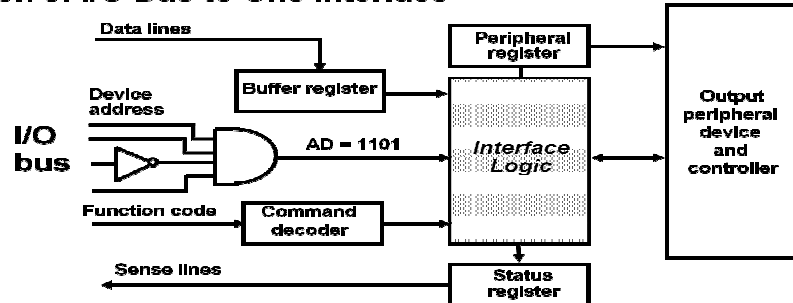 Data lines
Peripheral
register
Buffer register
Device
address
I/O
bus
AD = 1101
Interface
Logic
Output
peripheral
device
and
controller
Function code
Command
decoder
Sense lines
Status
register